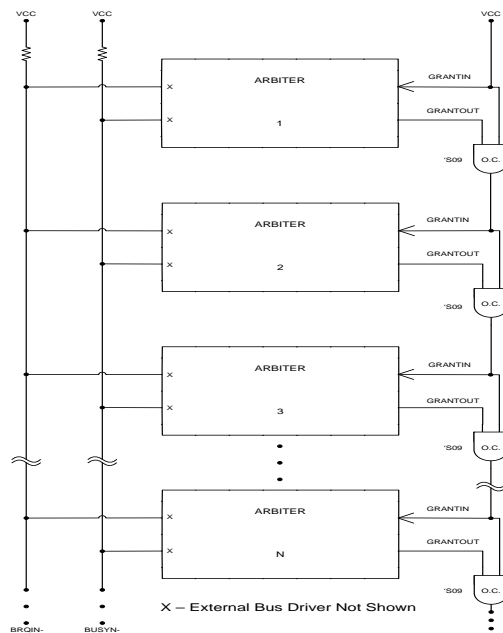 VCC
VCC
VCC
ARBITER
1
X
X
GRANTIN
GRANTOUT
'S09
O.C.
ARBITER
2
X
X
GRANTIN
GRANTOUT
'S09
O.C.
ARBITER
3
X
X
GRANTIN
GRANTOUT
'S09
O.C.
ARBITER
N
X
X
GRANTIN
GRANTOUT
'S09
O.C.
X – External Bus Driver Not Shown
BRQIN-
BUSYN-